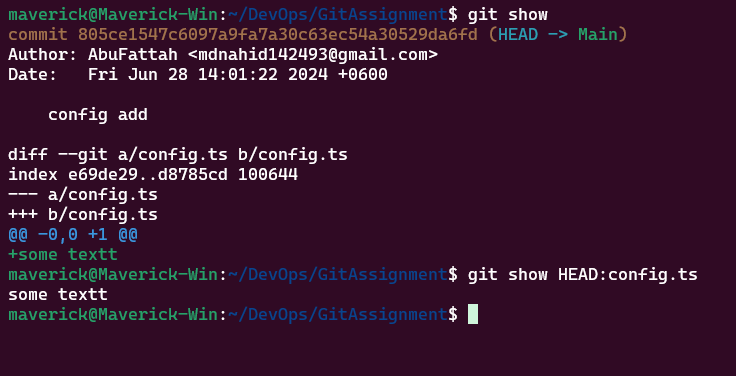 maverick@Maverick-Win:~/DevOps/GitAssignment$ git show
commit 805ce1547c6097a9fa7a30c63ec54a30529da6fd (HEAD -> Main)
Author: AbuFattah <mdnahid142493@gmail.com>
Date:   Fri Jun 28 14:01:22 2024 +0600

    config add

diff --git a/config.ts b/config.ts
index e69de29..d8785cd 100644
--- a/config.ts
+++ b/config.ts
@@ -0,0 +1 @@
+some textt
maverick@Maverick-Win:~/DevOps/GitAssignment$ git show HEAD:config.ts
some textt
maverick@Maverick-Win:~/DevOps/GitAssignment$